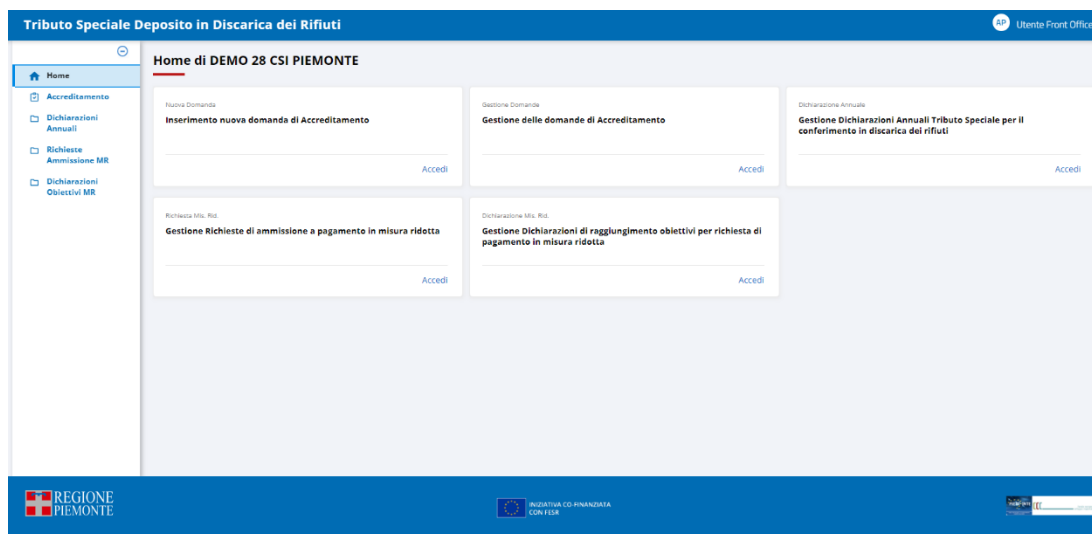 Tributo Speciale Deposito in Discarica dei Rifiuti
AP
Utente Front Office
Home
Accreditamento
Dichiarazioni
Annuali
Richieste
Ammissione MR
Dichiarazioni
Obiettivi MR
Home di DEMO 28 CSI PIEMONTE
Nuova Domanda
Inserimento nuova domanda di Accreditamento
Accedi
Gestione Domande
Gestione delle domande di Accreditamento
Accedi
Dichiarazione Annuale
Gestione Dichiarazioni Annuali Tributo Speciale per il
conferimento in discarica dei rifiuti
Accedi
Richiesta Mis. Rid.
Gestione Richieste di ammissione a pagamento in misura ridotta
Accedi
Dichiarazione Mis. Rid.
Gestione Dichiarazioni di raggiungimento obiettivi per richiesta di
pagamento in misura ridotta
Accedi
REGIONE
PIEMONTE
INIZIATIVA CO-FINANZIATA
CON FESR